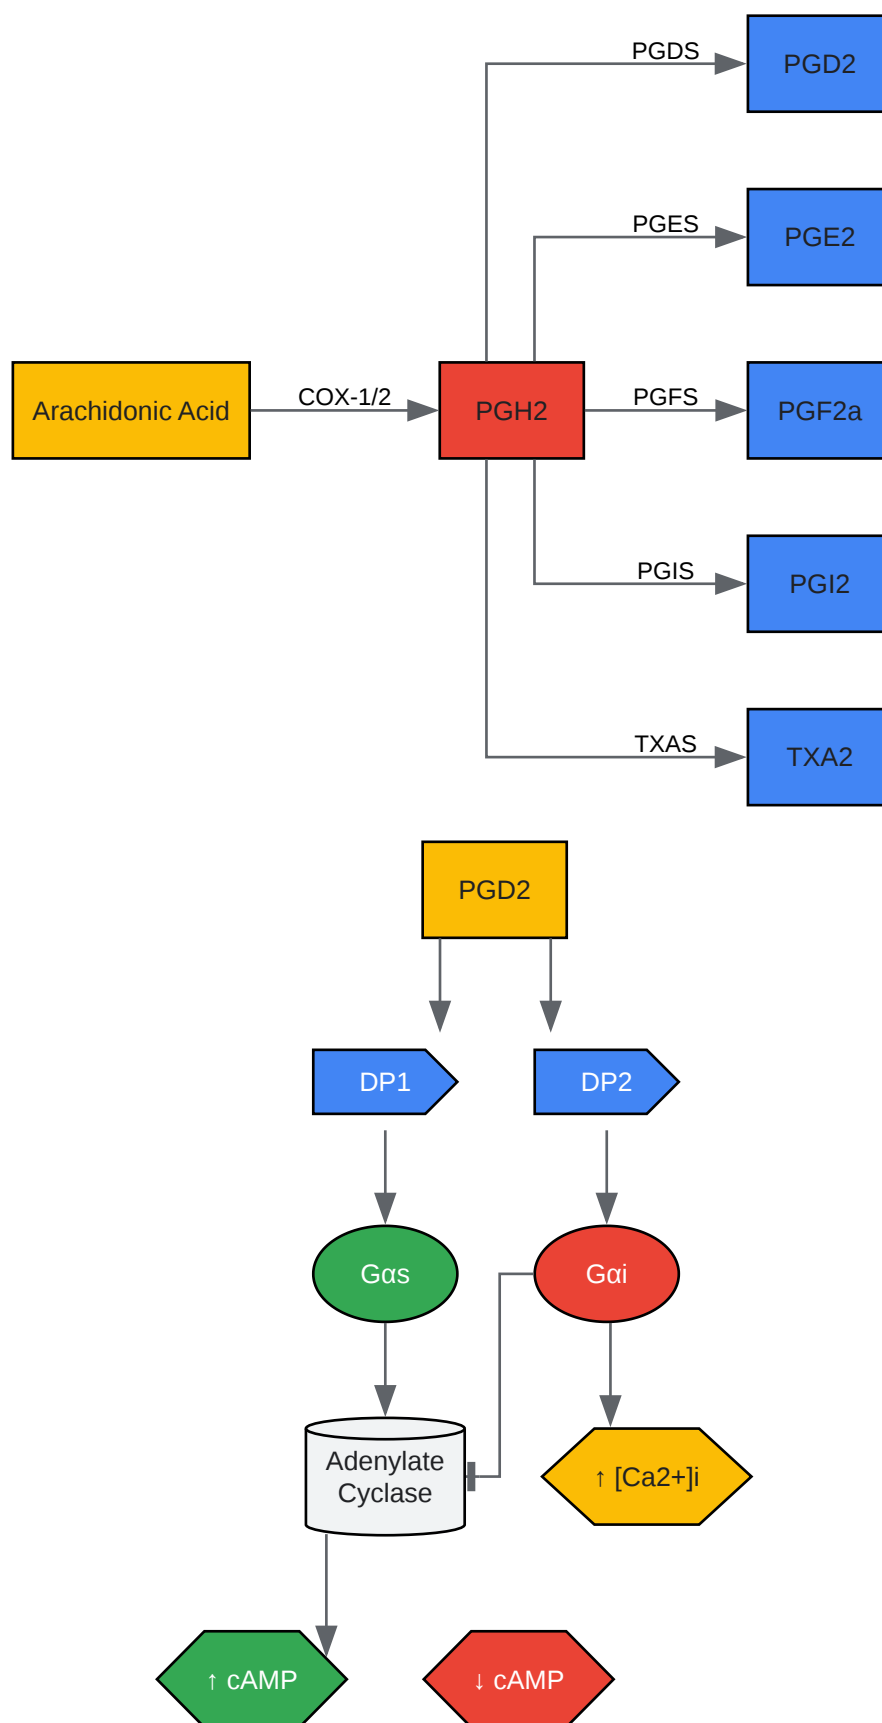 PGDS
PGD2
PGES
PGE2
Arachidonic Acid
COX-1/2
PGH2
PGFS
PGF2a
PGIS
PGI2
TXAS
TXA2
PGD2
DP1
DP2
Gαs
Gαi
Adenylate
Cyclase
↑ [Ca2+]i
↑ cAMP
↓ cAMP